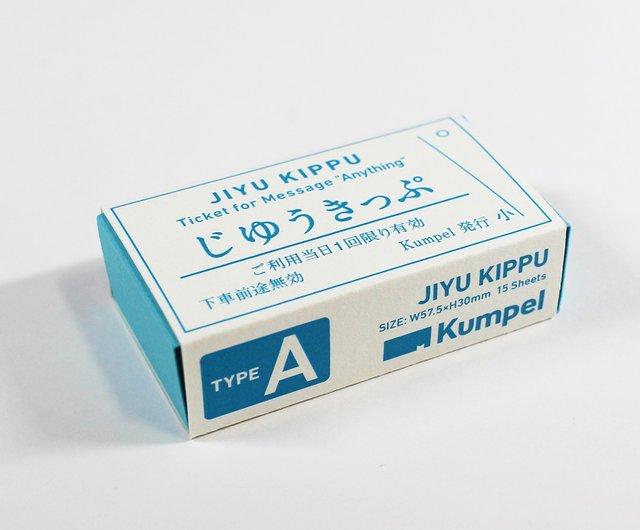 JIYU KIPPU
Ticket for Message "Anything"
じゆうきっぷ
ご利用当日1回限り有効
下車前途無効
Kumpel 発行
小
TYPE A
JIYU KIPPU
SIZE: W57.5×H30mm 15 Sheets
Kumpel